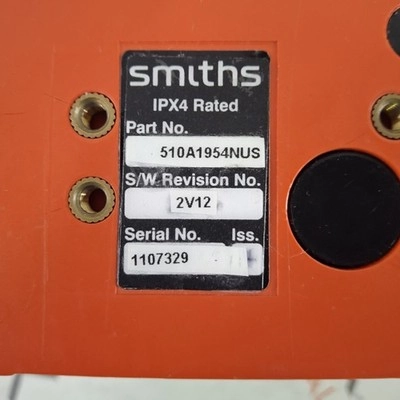 smiths
IPX4 Rated
Part No.
510A1954NUS
S/W Revision No.
2V12
Serial No. Iss.
1107329